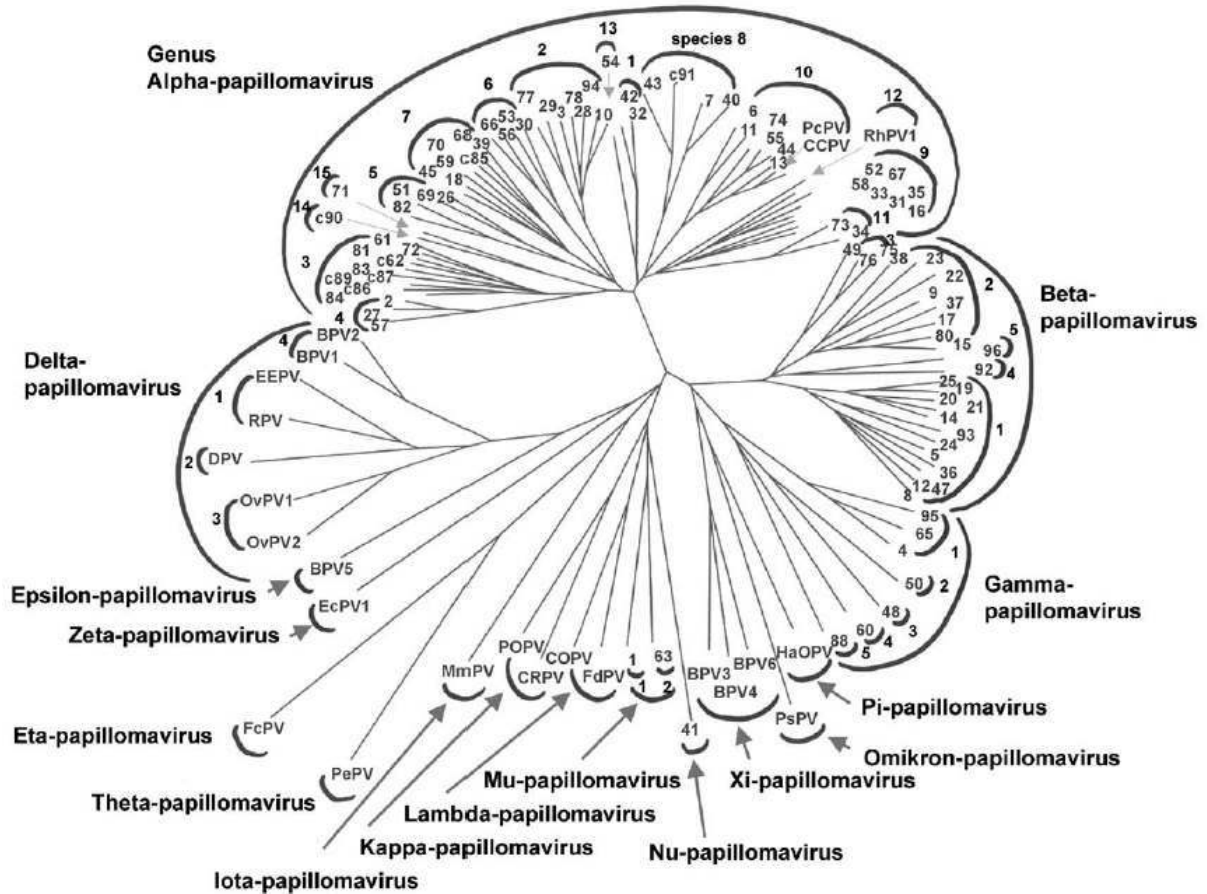 Genus
Alpha-papillomavirus
13
54
2
1
species 8
94
42
43
c91
10
6
77
78
12
53
29
3
28
10
32
7
40
6
74
PcPV
RhPV1
7
66
56
30
11
55
CCPV
68
39
44
13
9
70
c85
52
67
59
15
5
45
18
58
33
35
71
51
69
26
31
16
14
82
11
c90
73
34
3
61
49
75
3
81
72
76
38
23
c62
22
2
83
c89
c87
9
37
c86
84
2
17
4
27
80
5
57
15
96
Beta-
papillomavirus
4
BPV2
92
4
BPV1
Delta-
papillomavirus
EEPV
25
19
1
20
21
RPV
14
1
93
24
2
DPV
5
36
12
OvPV1
8
47
3
95
OvPV2
65
1
4
BPV5
50
2
Gamma-
papillomavirus
Epsilon-papillomavirus
EcPV1
48
Zeta-papillomavirus
60
3
88
4
5
POPV
63
HaOPV
MmPV
COPV
1
BPV6
CRPV
FdPV
BPV3
1
2
BPV4
Pi-papillomavirus
FcPV
41
PsPV
Eta-papillomavirus
Omikron-papillomavirus
PePV
Mu-papillomavirus
Xi-papillomavirus
Theta-papillomavirus
Lambda-papillomavirus
Kappa-papillomavirus
Nu-papillomavirus
Iota-papillomavirus